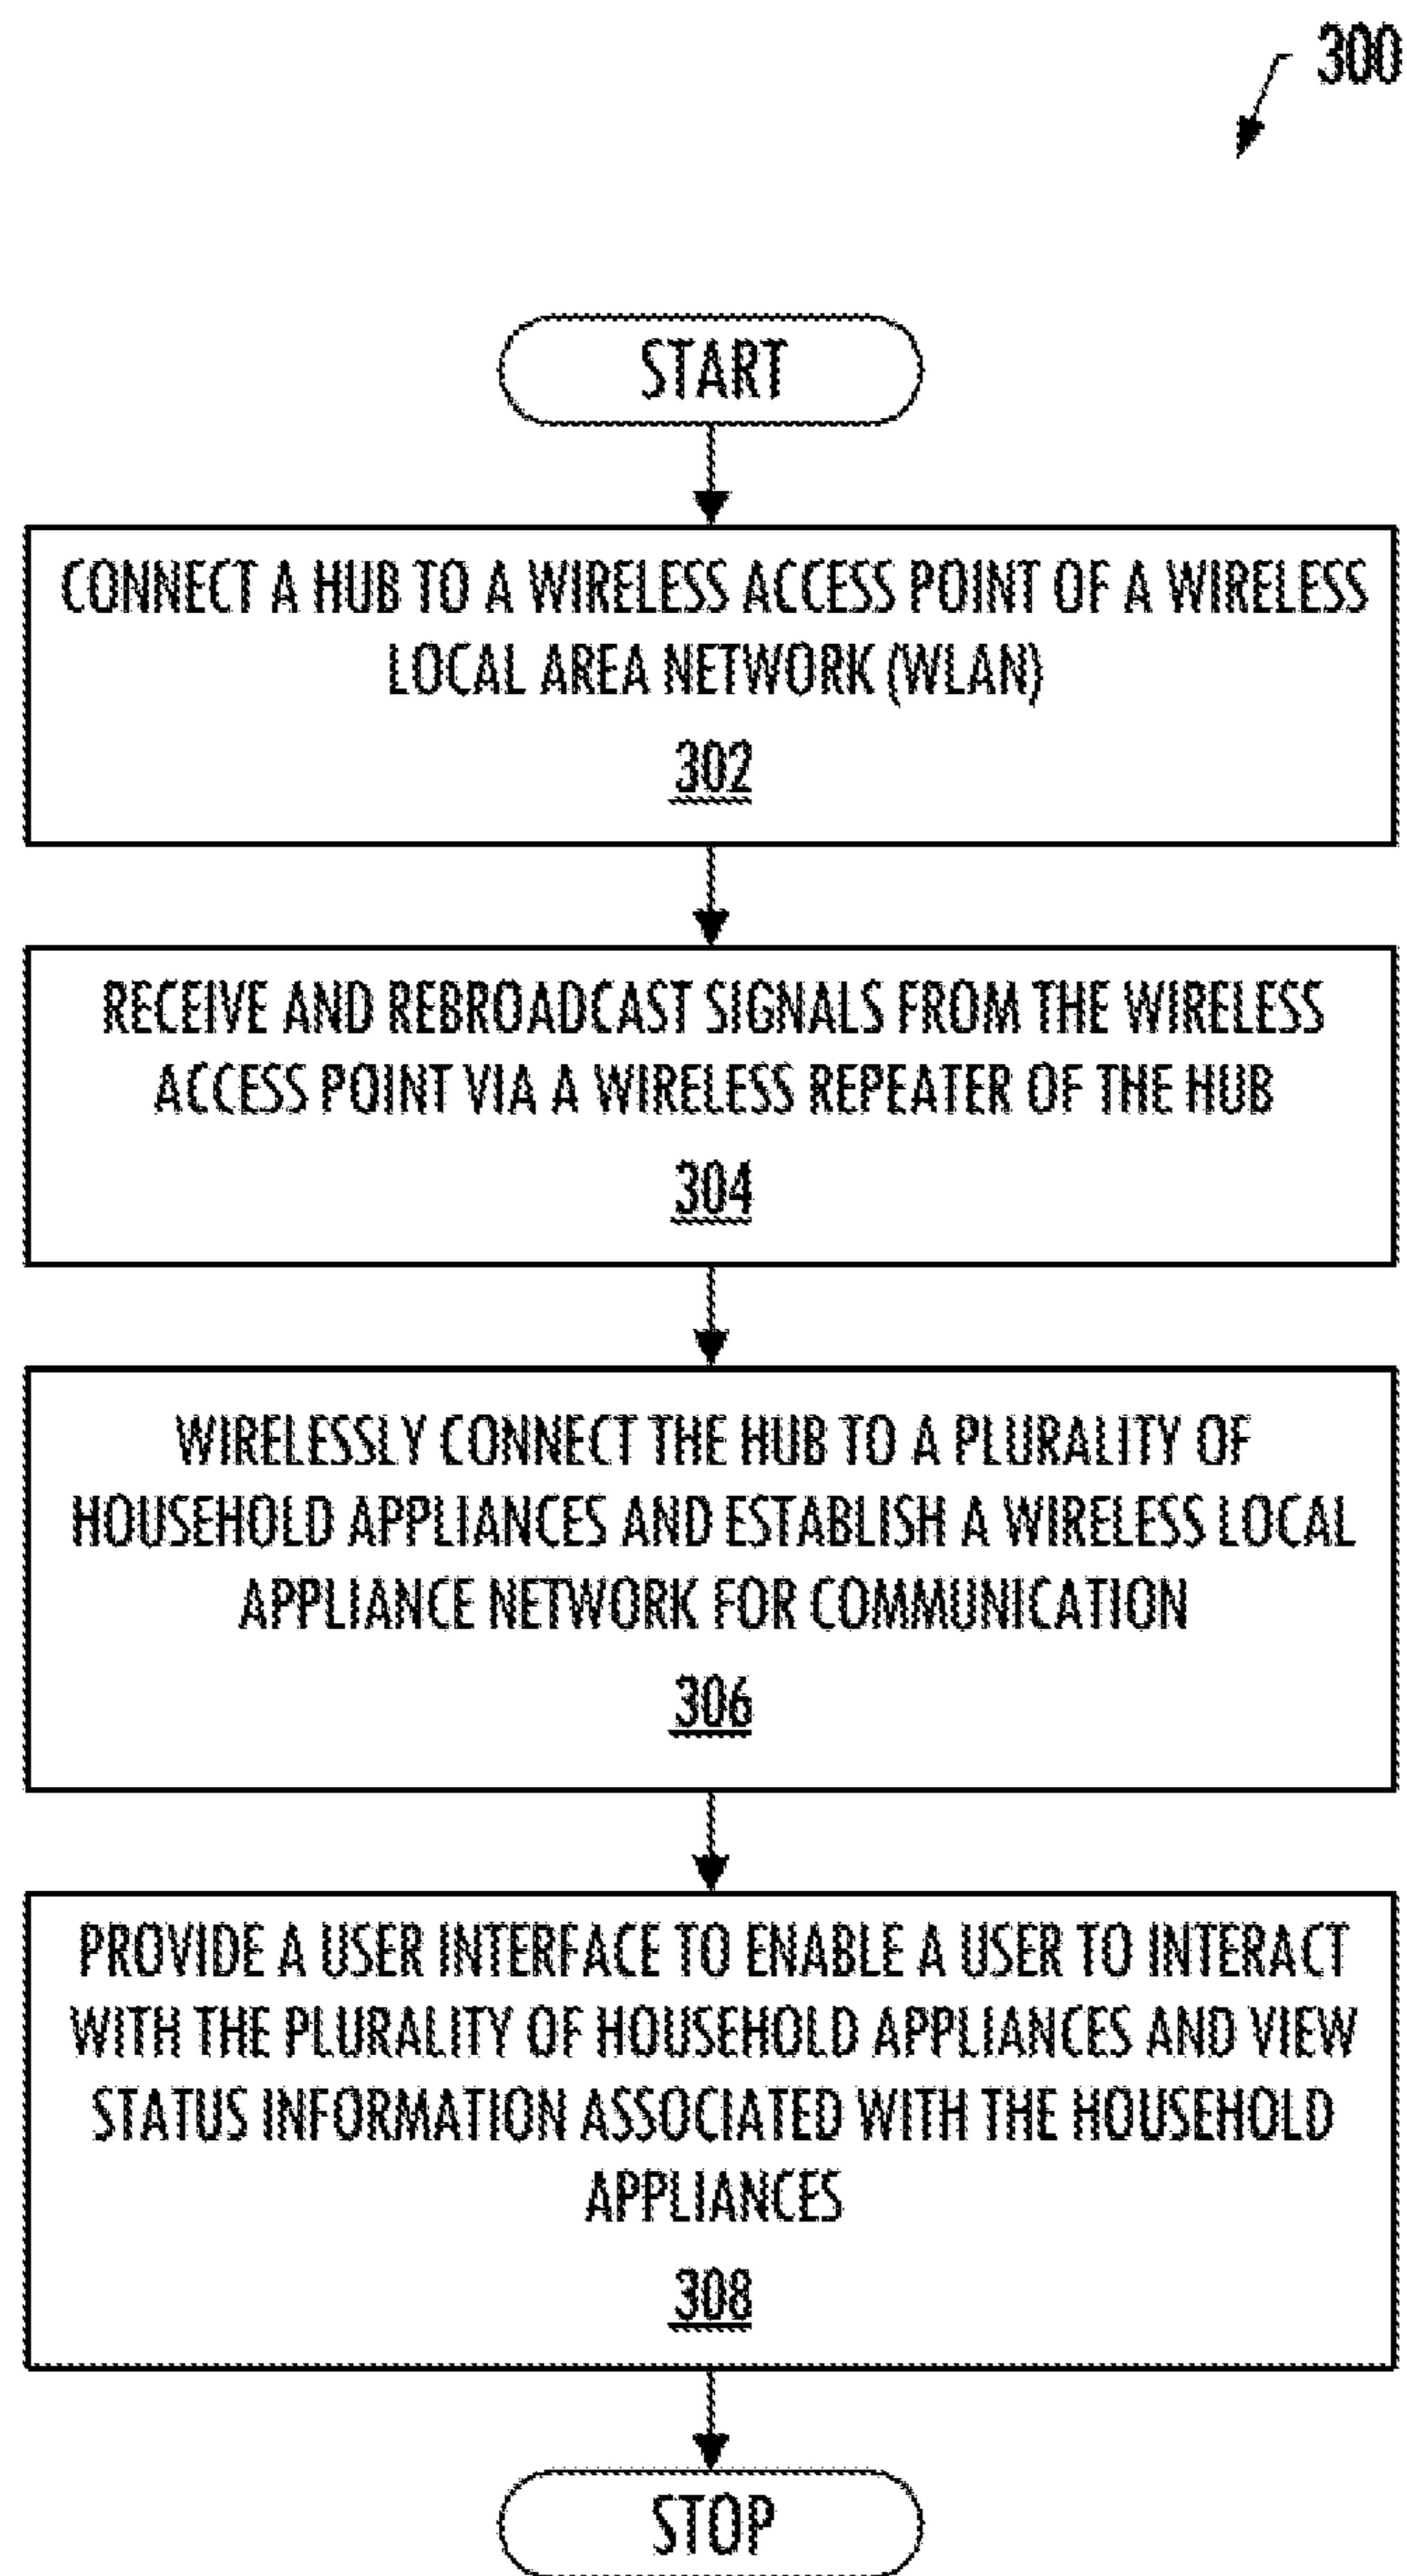 300
START
CONNECT A HUB TO A WIRELESS ACCESS POINT OF A WIRELESS
LOCAL AREA NETWORK (WLAN)
302
RECEIVE AND REBROADCAST SIGNALS FROM THE WIRELESS
ACCESS POINT VIA A WIRELESS REPEATER OF THE HUB
304
WIRELESSLY CONNECT THE HUB TO A PLURALITY OF
HOUSEHOLD APPLIANCES AND ESTABLISH A WIRELESS LOCAL
APPLIANCE NETWORK FOR COMMUNICATION
306
PROVIDE A USER INTERFACE TO ENABLE A USER TO INTERACT
WITH THE PLURALITY OF HOUSEHOLD APPLIANCES AND VIEW
STATUS INFORMATION ASSOCIATED WITH THE HOUSEHOLD
APPLIANCES
308
STOP